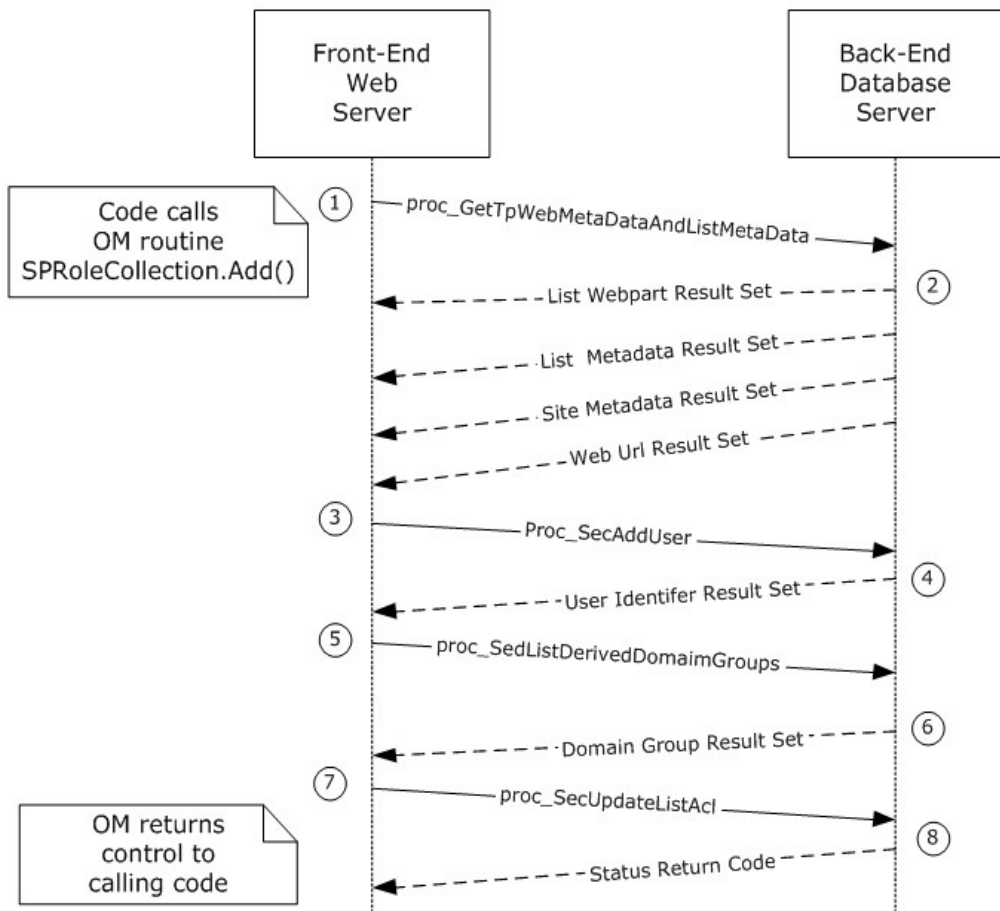 Front-End
Web
Server
Back-End
Database
Server
Code calls
OM routine
SPRoleCollection.Add()
1
proc_GetTpWebMetaDataAndListMetaData
2
List Webpart Result Set
List Metadata Result Set
Site Metadata Result Set
Web Url Result Set
3
Proc_SecAddUser
4
User Identifer Result Set
5
proc_SedListDerivedDomaimGroups
6
Domain Group Result Set
7
proc_SecUpdateListAcl
OM returns
control to
calling code
8
Status Return Code